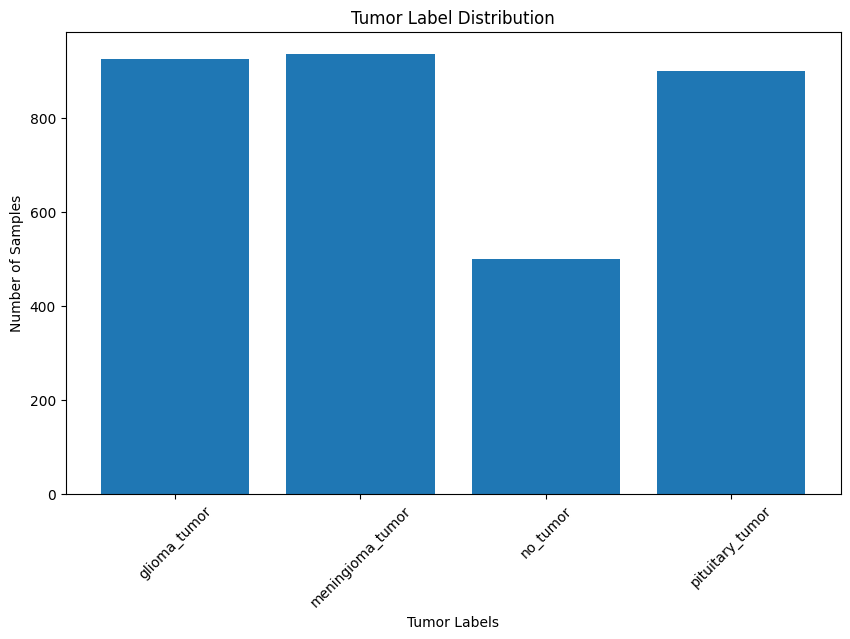 Tumor Label Distribution
Number of Samples
800
600
400
200
0
glioma_tumor
meningioma_tumor
no_tumor
pituitary_tumor
Tumor Labels